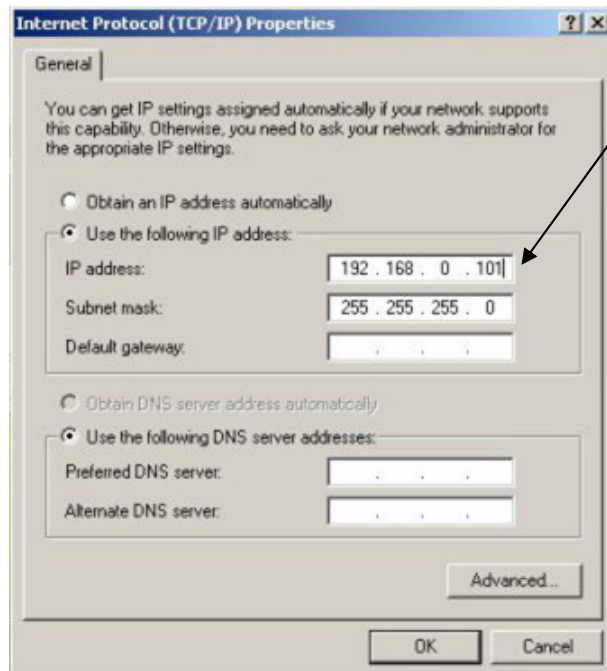 Internet Protocol (TCP/IP) Properties
General
You can get IP settings assigned automatically if your network supports
this capability. Otherwise, you need to ask your network administrator for
the appropriate IP settings.
Obtain an IP address automatically
Use the following IP address:
IP address: 192 . 168 . 0 . 101
Subnet mask: 255 . 255 . 255 . 0
Default gateway: . . .
Obtain DNS server address automatically
Use the following DNS server addresses:
Preferred DNS server: . . .
Alternate DNS server: . . .
Advanced...
OK Cancel